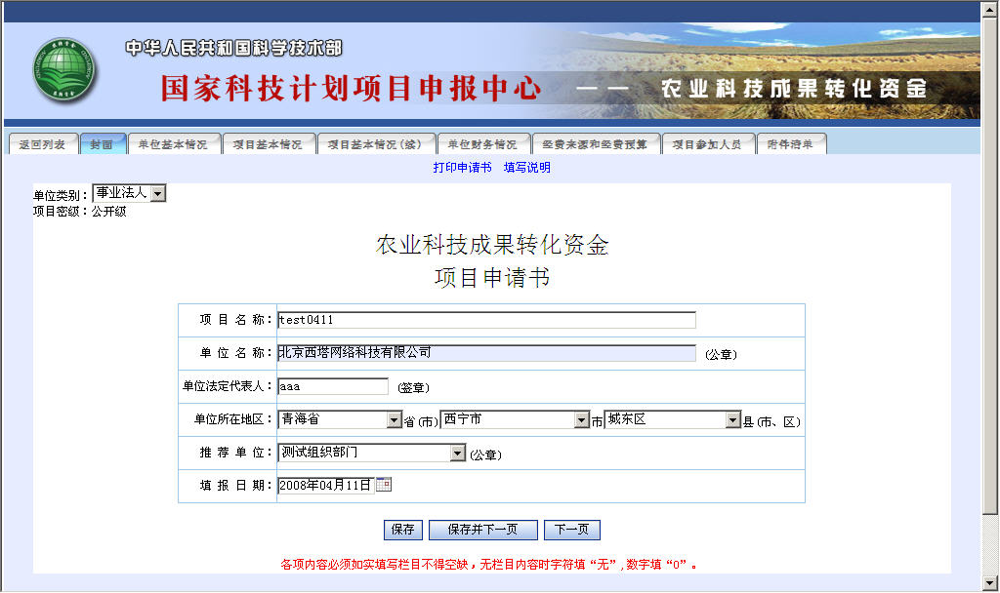 中华人民共和国科学技术部
国家科技计划项目申报中心 —— 农业科技成果转化资金
返回列表 封面 单位基本情况 项目基本情况 项目基本情况(续) 单位财务情况 经费来源和经费预算 项目参加人员 附件清单
打印申请书 填写说明
单位类别：事业法人
项目密级：公开级
农业科技成果转化资金
项目申请书
项 目 名 称：test0411
单 位 名 称：北京西塔网络科技有限公司 (公章)
单位法定代表人：aaa (签章)
单位所在地区：青海省 省(市) 西宁市 市 城东区 县(市、区)
推 荐 单 位：测试组织部门 (公章)
填 报 日 期：2008年04月11日
保存 保存并下一页 下一页
各项内容必须如实填写栏目不得空缺，无栏目内容时字符填“无”,数字填“0”。